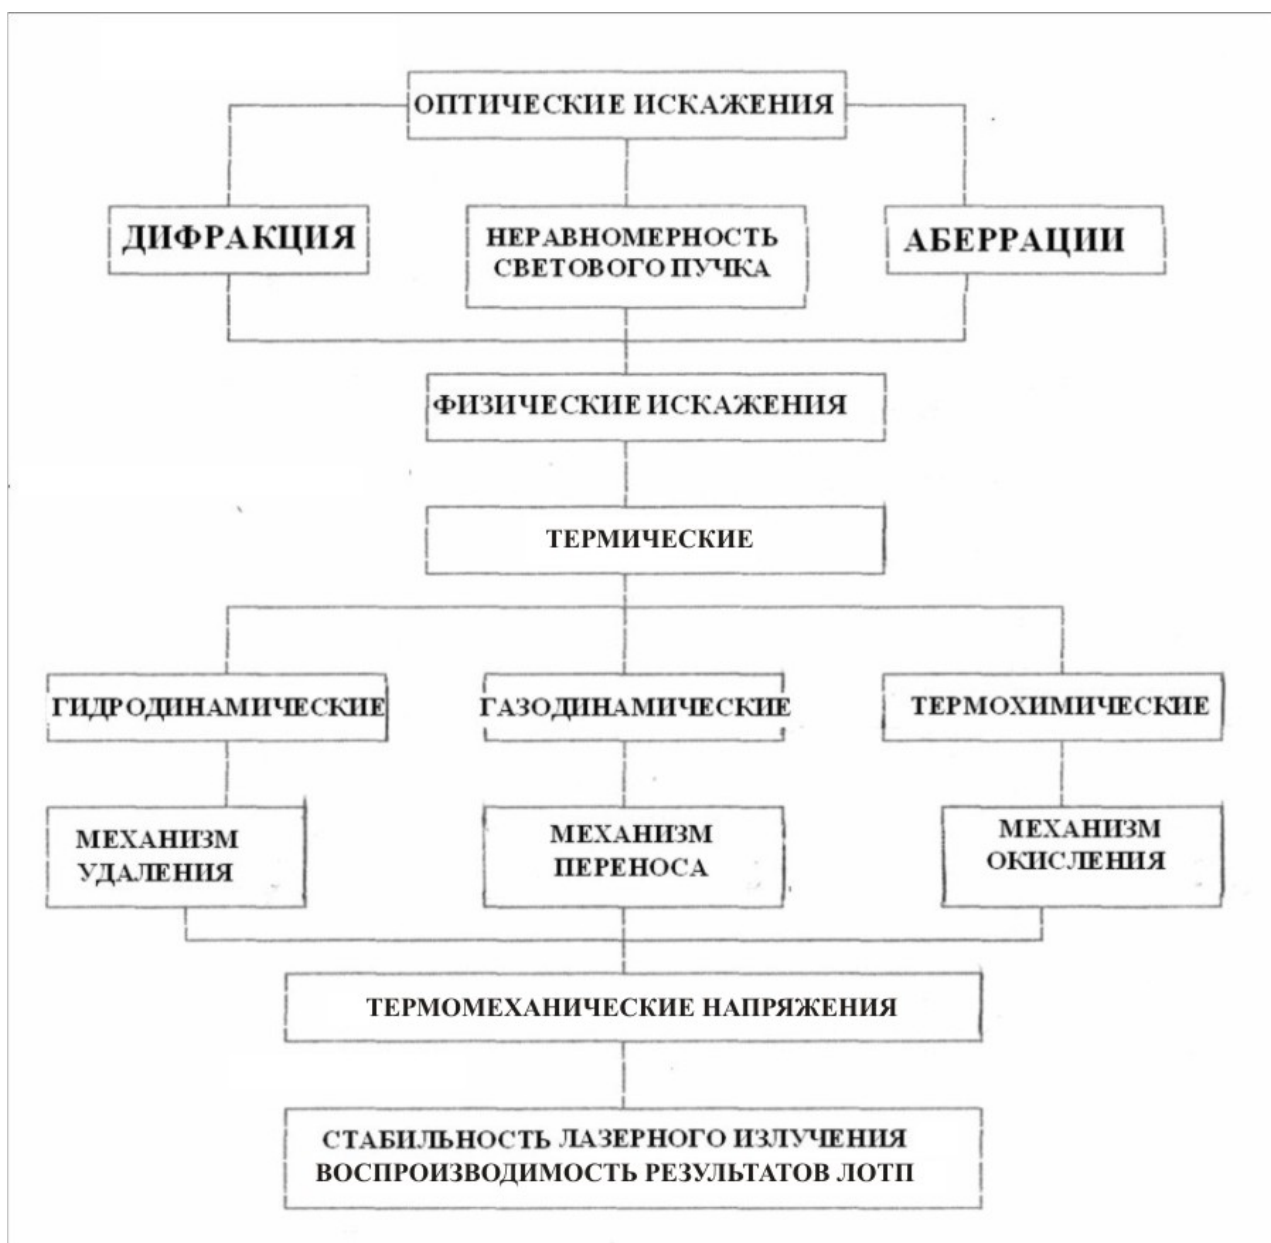 ОПТИЧЕСКИЕ ИСКАЖЕНИЯ
ДИФРАКЦИЯ
НЕРАВНОМЕРНОСТЬ
СВЕТОВОГО ПУЧКА
АБЕРРАЦИИ
ФИЗИЧЕСКИЕ ИСКАЖЕНИЯ
ТЕРМИЧЕСКИЕ
ГИДРОДИНАМИЧЕСКИЕ
ГАЗОДИНАМИЧЕСКИЕ
ТЕРМОХИМИЧЕСКИЕ
МЕХАНИЗМ
УДАЛЕНИЯ
МЕХАНИЗМ
ПЕРЕНОСА
МЕХАНИЗМ
ОКИСЛЕНИЯ
ТЕРМОМЕХАНИЧЕСКИЕ НАПРЯЖЕНИЯ
СТАБИЛЬНОСТЬ ЛАЗЕРНОГО ИЗЛУЧЕНИЯ
ВОСПРОИЗВОДИМОСТЬ РЕЗУЛЬТАТОВ ЛОТП